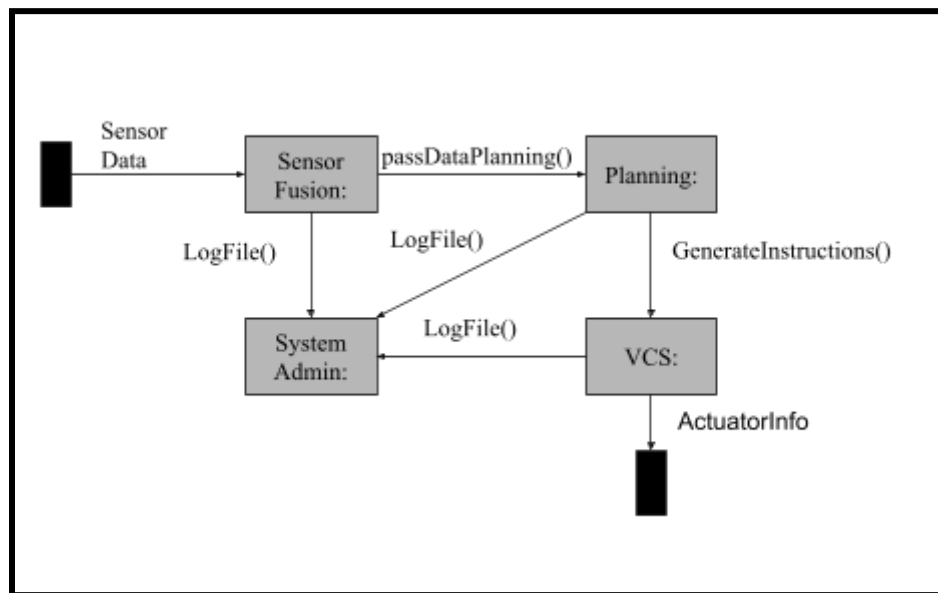 Sensor
Data
Sensor
Fusion:
passDataPlanning()
Planning:
LogFile()
LogFile()
GenerateInstructions()
System
Admin:
LogFile()
VCS:
ActuatorInfo